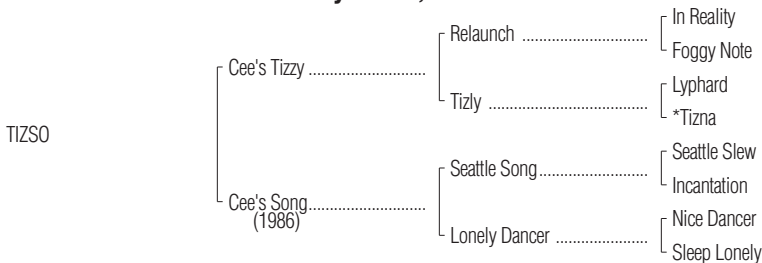 In Reality
Relaunch ..............................
Foggy Note
Cee's Tizzy ............................
Lyphard
Tizly ......................................
*Tizna
TIZSO
Seattle Slew
Seattle Song..........................
Incantation
Cee's Song............................
(1986)
Nice Dancer
Lonely Dancer ......................
Sleep Lonely